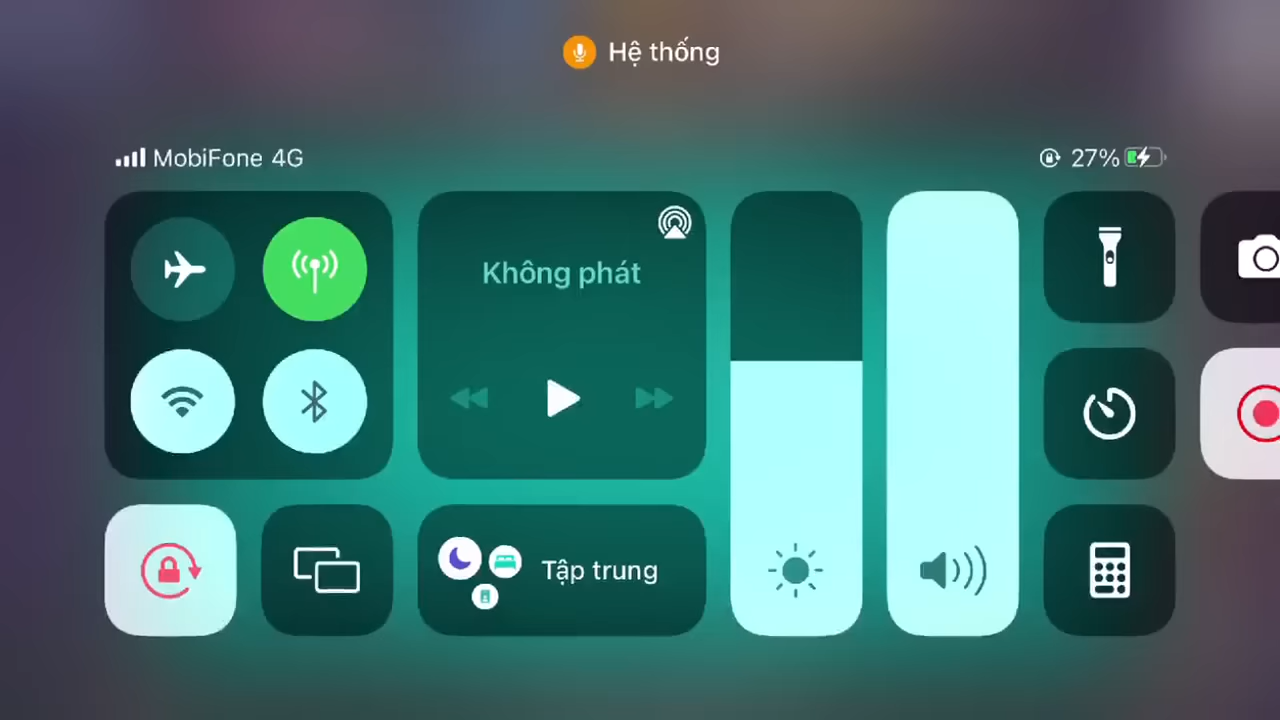 Hệ thống
MobiFone 4G
27%
Không phát
Tập trung